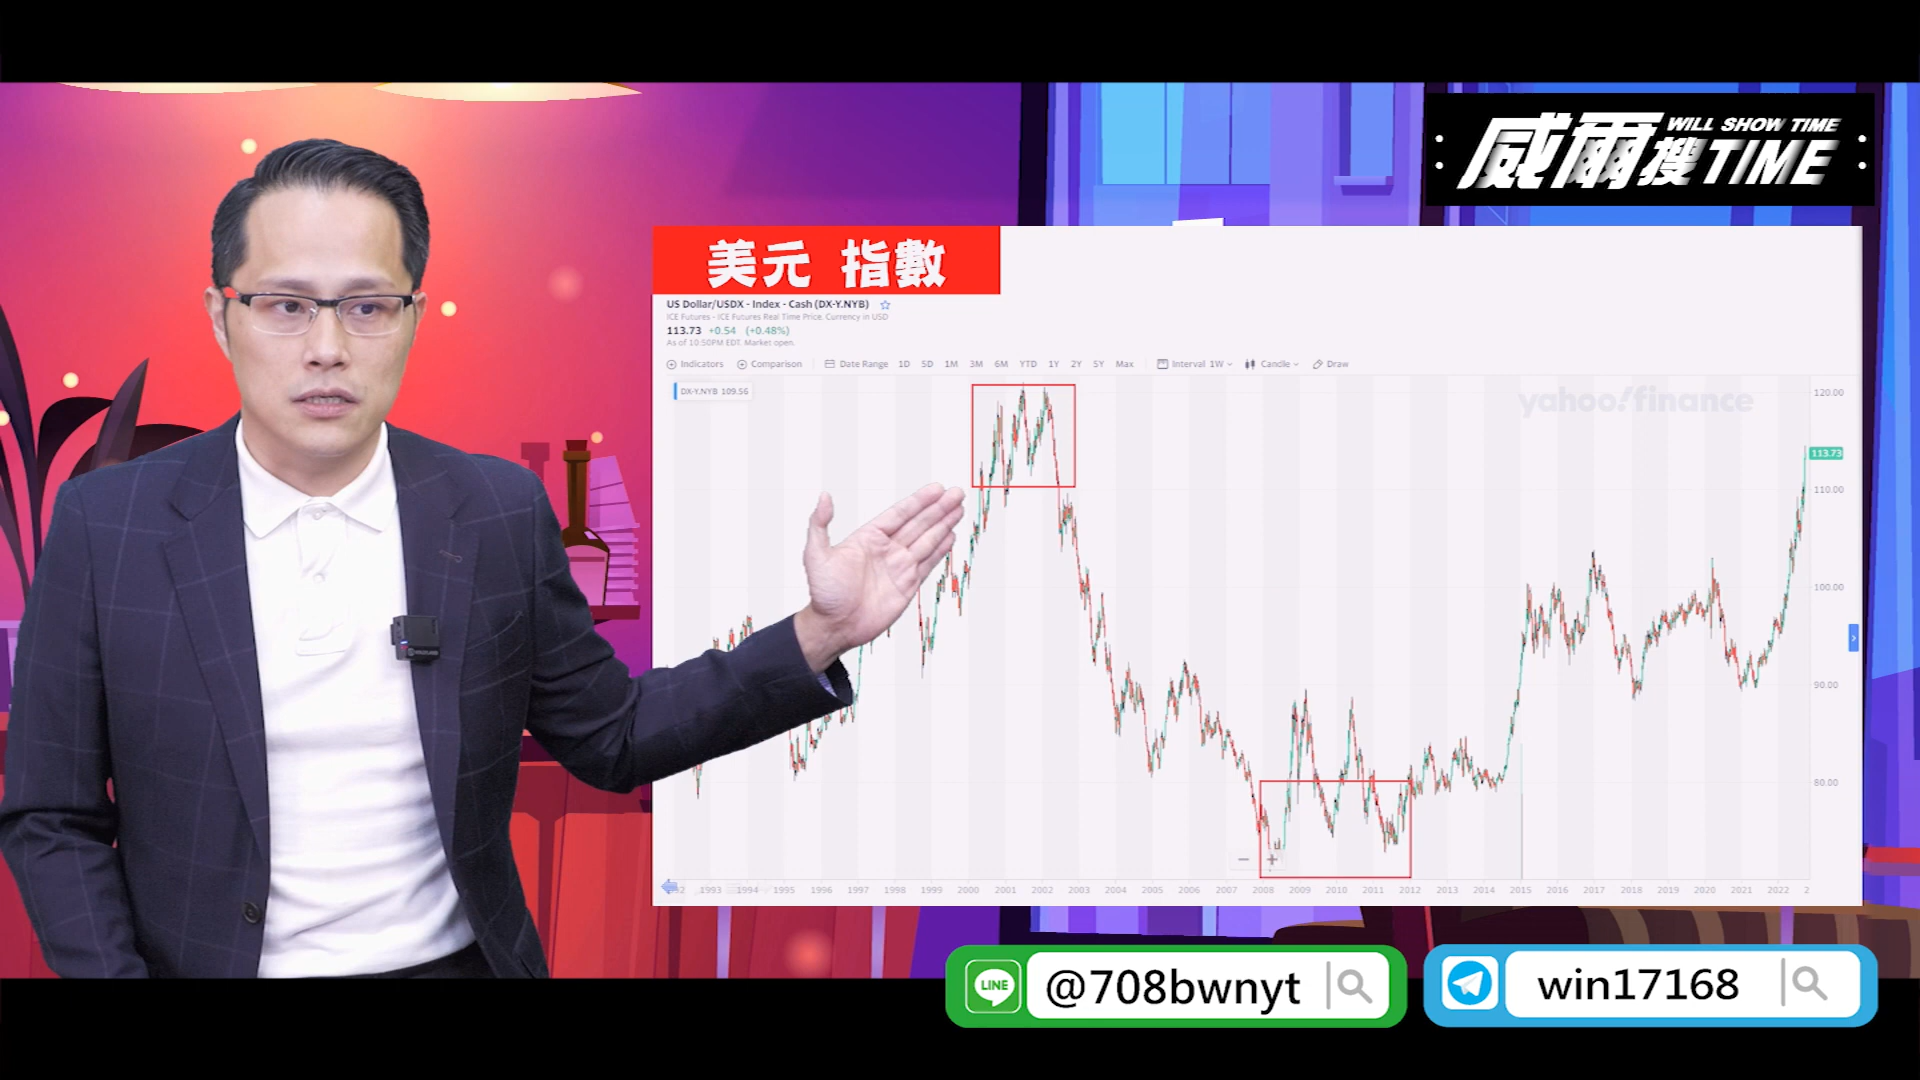 WILL SHOW TIME
威爾搜TIME
美元 指數
US Dollar/USDX - Index - Cash (DX-Y.NYB)
ICE Futures - ICE Futures Real Time Price. Currency in USD
113.73 +0.54 (+0.48%)
As of 10:50PM EDT. Market open.
Indicators Comparison Date Range 1D 5D 1M 3M 6M YTD 1Y 2Y 5Y Max Interval 1W Candle Draw
DX-Y.NYB 109.56
yahoo!finance
120.00
113.73
110.00
100.00
90.00
80.00
1993 1994 1995 1996 1997 1998 1999 2000 2001 2002 2003 2004 2005 2006 2007 2008 2009 2010 2011 2012 2013 2014 2015 2016 2017 2018 2019 2020 2021 2022 2
LINE @708bwnyt
win17168